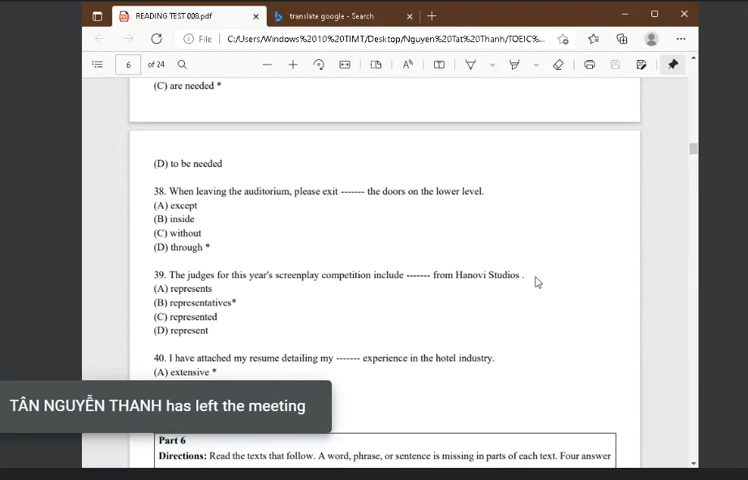 READING TEST 008.pdf
translate google - Search
File
C:/Users/Windows%2010%20TIMT/Desktop/Nguyen%20Tat%20Thanh/TOEIC%...
6 of 24
(C) are needed *
(D) to be needed
38. When leaving the auditorium, please exit ------- the doors on the lower level.
(A) except
(B) inside
(C) without
(D) through *
39. The judges for this year's screenplay competition include ------- from Hanovi Studios .
(A) represents
(B) representatives*
(C) represented
(D) represent
40. I have attached my resume detailing my ------- experience in the hotel industry.
(A) extensive *
TÂN NGUYỄN THANH has left the meeting
Part 6
Directions: Read the texts that follow. A word, phrase, or sentence is missing in parts of each text. Four answer